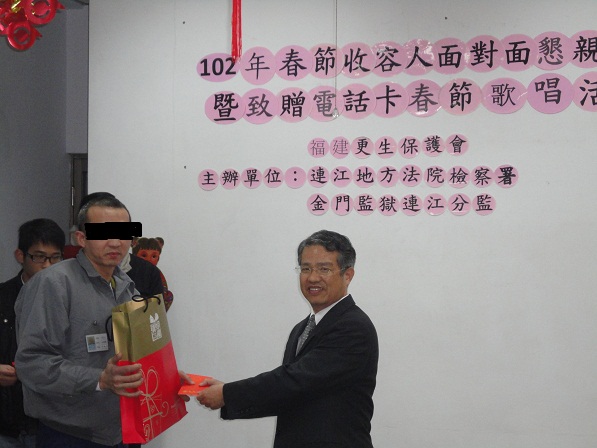 102年春節收容人面對面懇親
暨致贈電話卡春節歌唱活
福建更生保護會
主辦單位：連江地方法院檢察署
金門監獄連江分監